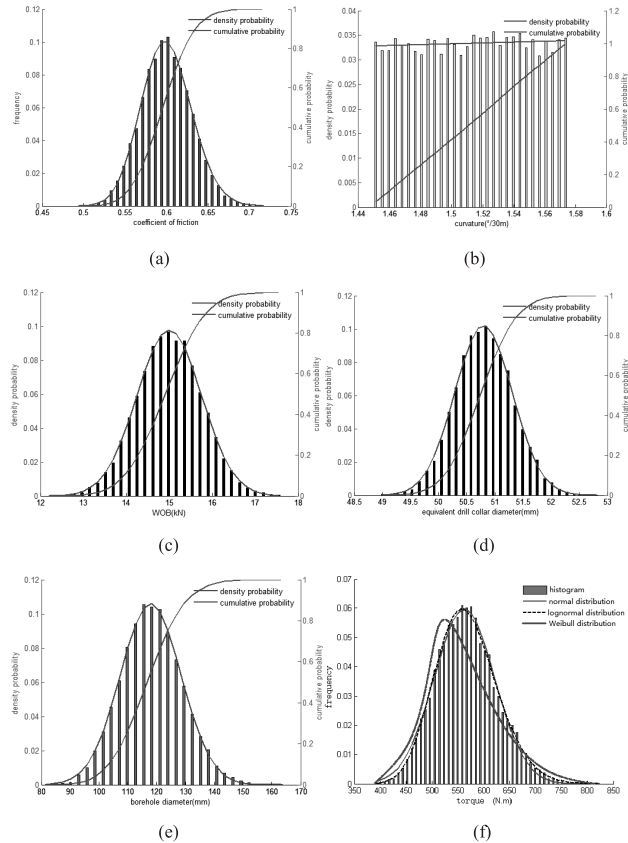 0.12
0.1
0.08
0.06
0.04
0.02
0
frequency
0.45 0.5 0.55 0.6 0.65 0.7 0.75
coefficient of friction
1
0.8
0.6
0.4
0.2
0
cumulative probability
density probability
cumulative probability
(a)
0.04
0.035
0.03
0.025
0.02
0.015
0.01
0.005
0
density probability
1.44 1.46 1.48 1.5 1.52 1.54 1.56 1.58 1.6
curvature(°/30m)
1.2
1
0.8
0.6
0.4
0.2
0
cumulative probability
density probability
cumulative probability
(b)
0.12
0.1
0.08
0.06
0.04
0.02
0
density probability
12 13 14 15 16 17 18
WOB(kN)
1
0.8
0.6
0.4
0.2
0
cumulative probability
density probability
cumulative probability
(c)
0.12
0.1
0.08
0.06
0.04
0.02
0
density probability
48.5 49 49.5 50 50.5 51 51.5 52 52.5 53
equivalent drill collar diameter(mm)
1
0.8
0.6
0.4
0.2
0
cumulative probability
density probability
cumulative probability
(d)
0.12
0.1
0.08
0.06
0.04
0.02
0
density probability
80 90 100 110 120 130 140 150 160 170
borehole diameter(mm)
1
0.8
0.6
0.4
0.2
0
cumulative probability
density probability
cumulative probability
(e)
0.07
0.06
0.05
0.04
0.03
0.02
0.01
0
frequency
350 400 450 500 550 600 650 700 750 800 850
torque (N.m)
histogram
normal distribution
lognormal distribution
Weibull distribution
(f)